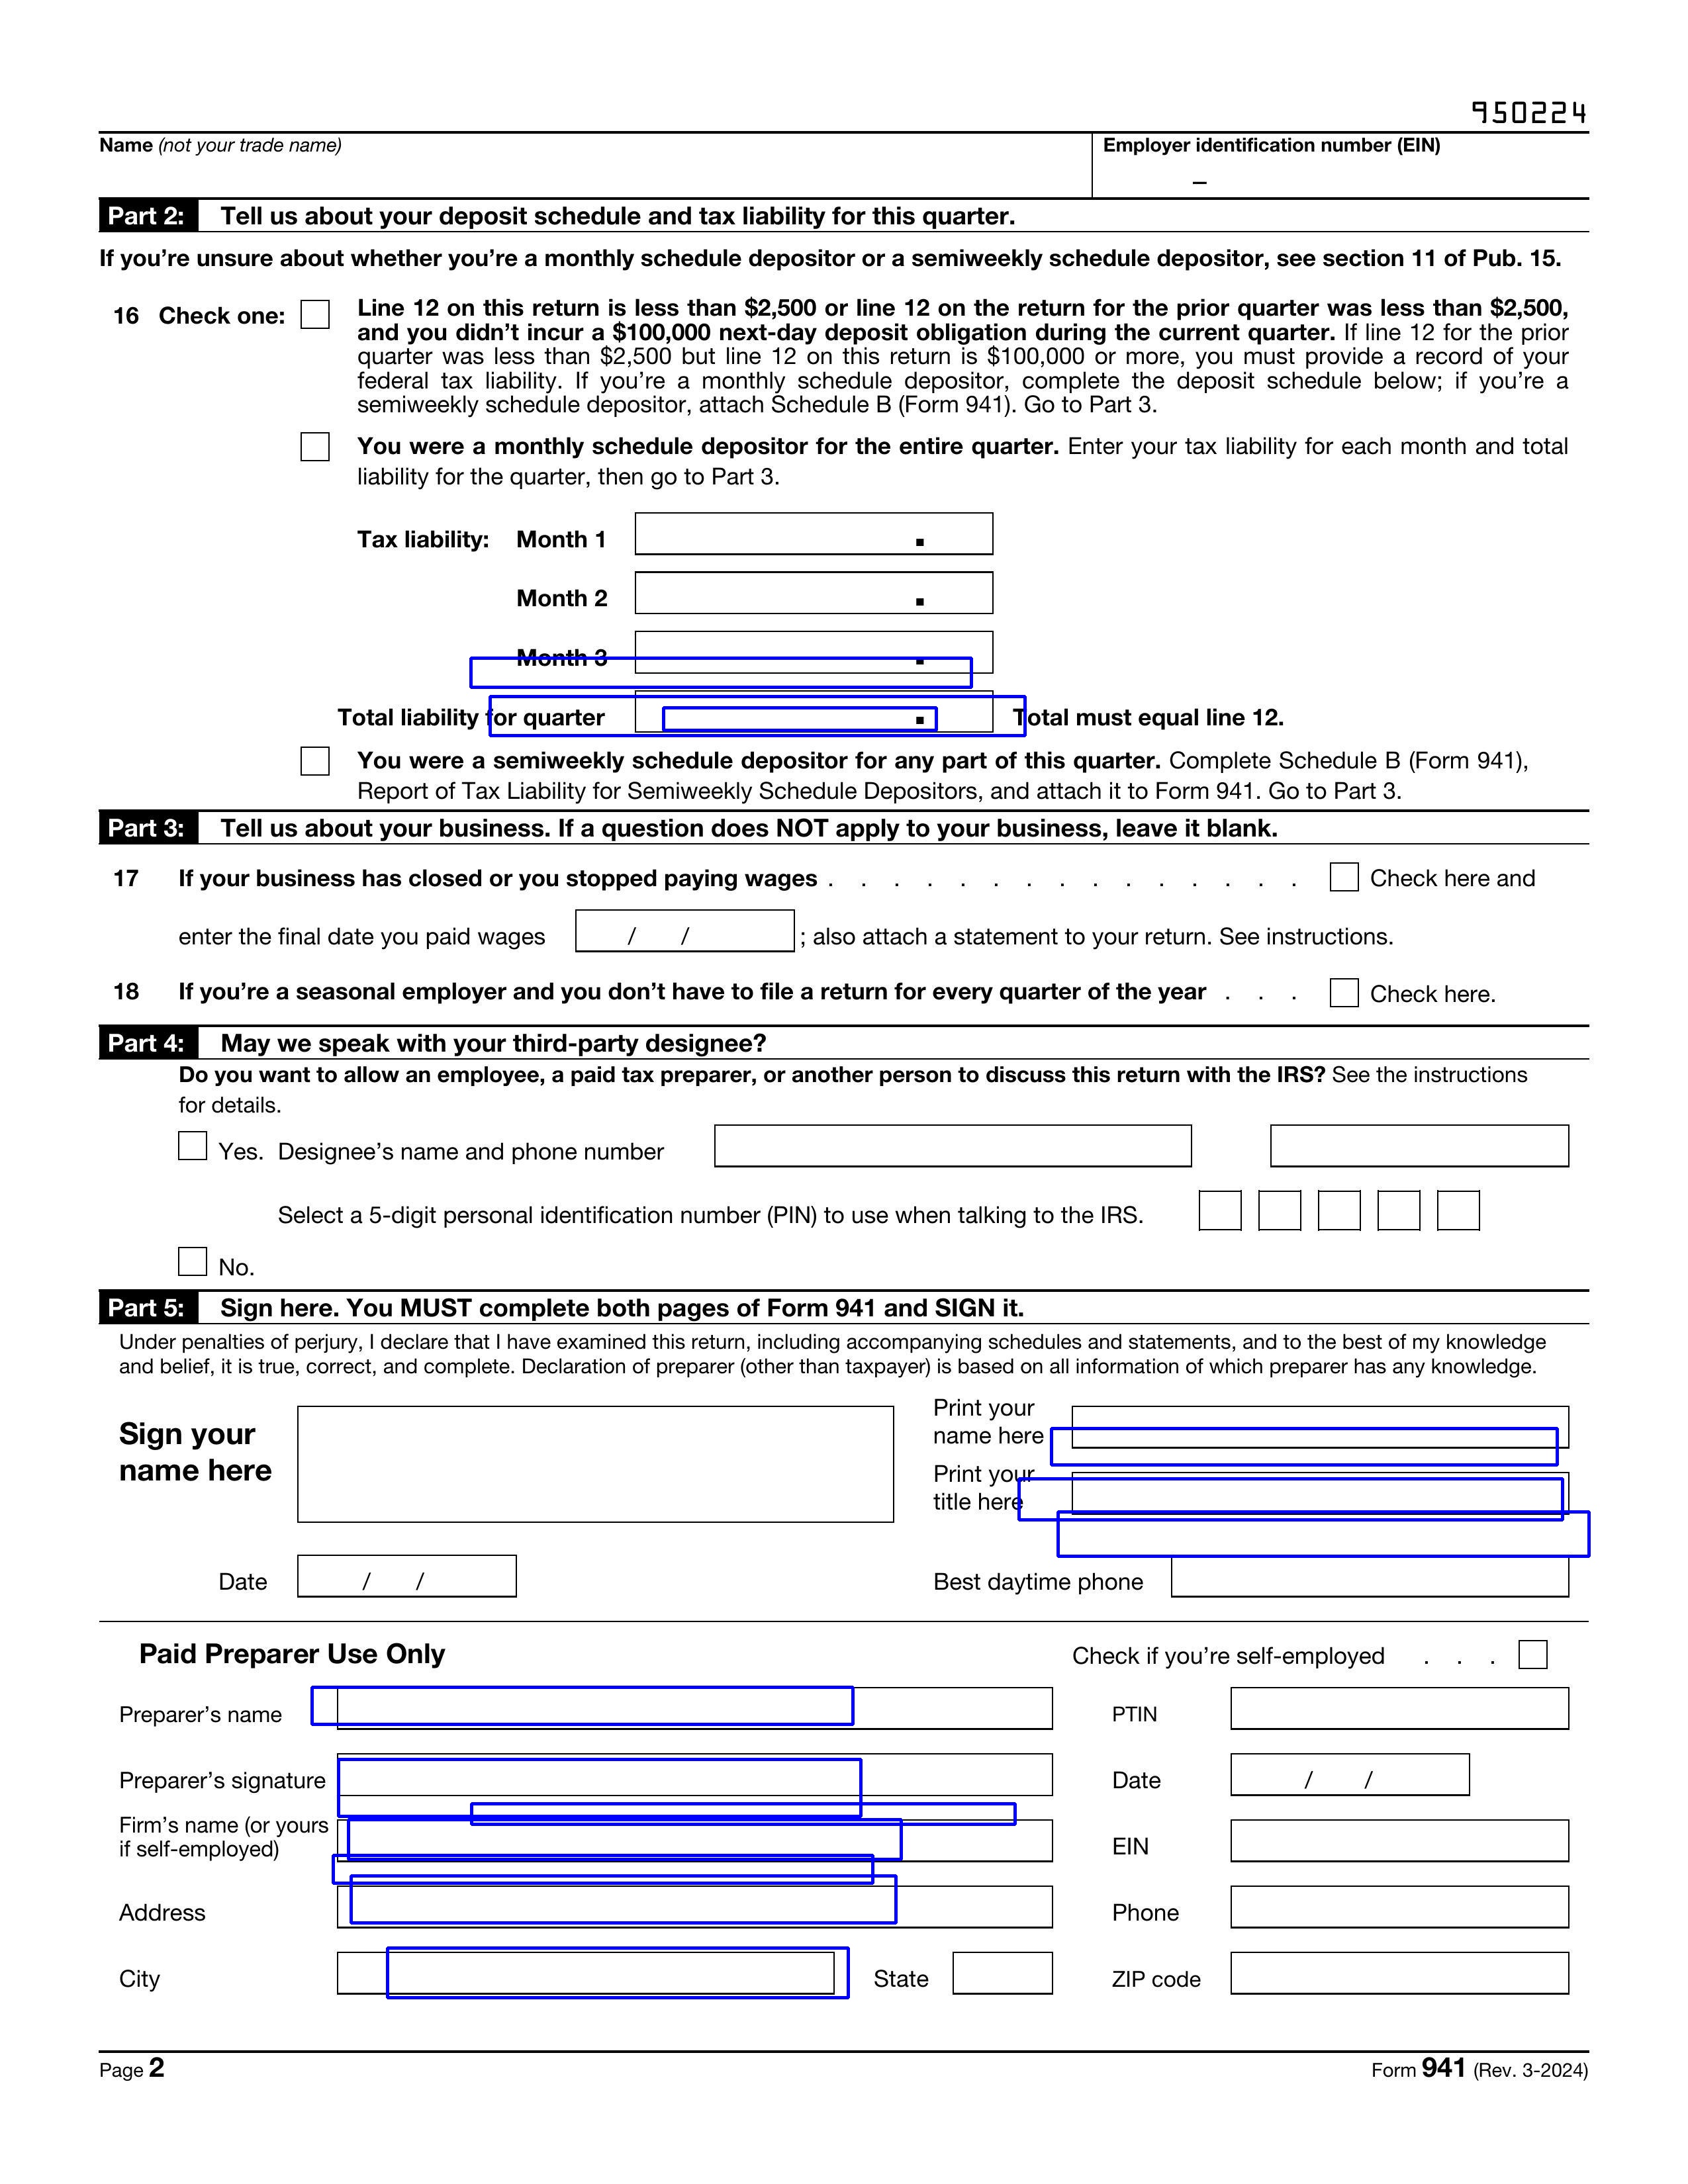 950224
Name (not your trade name)
Employer identification number (EIN)
–
Part 2: Tell us about your deposit schedule and tax liability for this quarter.
If you’re unsure about whether you’re a monthly schedule depositor or a semiweekly schedule depositor, see section 11 of Pub. 15.
16 Check one: Line 12 on this return is less than $2,500 or line 12 on the return for the prior quarter was less than $2,500,
and you didn’t incur a $100,000 next-day deposit obligation during the current quarter. If line 12 for the prior
quarter was less than $2,500 but line 12 on this return is $100,000 or more, you must provide a record of your
federal tax liability. If you’re a monthly schedule depositor, complete the deposit schedule below; if you’re a
semiweekly schedule depositor, attach Schedule B (Form 941). Go to Part 3.
You were a monthly schedule depositor for the entire quarter. Enter your tax liability for each month and total
liability for the quarter, then go to Part 3.
Tax liability: Month 1 .
Month 2 .
Month 3 .
Total liability for quarter . Total must equal line 12.
You were a semiweekly schedule depositor for any part of this quarter. Complete Schedule B (Form 941),
Report of Tax Liability for Semiweekly Schedule Depositors, and attach it to Form 941. Go to Part 3.
Part 3: Tell us about your business. If a question does NOT apply to your business, leave it blank.
17 If your business has closed or you stopped paying wages . . . . . . . . . . . . . . . Check here and
enter the final date you paid wages / / ; also attach a statement to your return. See instructions.
18 If you’re a seasonal employer and you don’t have to file a return for every quarter of the year . . . Check here.
Part 4: May we speak with your third-party designee?
Do you want to allow an employee, a paid tax preparer, or another person to discuss this return with the IRS? See the instructions
for details.
Yes. Designee’s name and phone number
Select a 5-digit personal identification number (PIN) to use when talking to the IRS.
No.
Part 5: Sign here. You MUST complete both pages of Form 941 and SIGN it.
Under penalties of perjury, I declare that I have examined this return, including accompanying schedules and statements, and to the best of my knowledge
and belief, it is true, correct, and complete. Declaration of preparer (other than taxpayer) is based on all information of which preparer has any knowledge.
Sign your
name here
Print your
name here
Print your
title here
Date / /
Best daytime phone
Paid Preparer Use Only
Check if you’re self-employed . . .
Preparer’s name
PTIN
Preparer’s signature
Date / /
Firm’s name (or yours
if self-employed)
EIN
Address
Phone
City
State
ZIP code
Page 2
Form 941 (Rev. 3-2024)